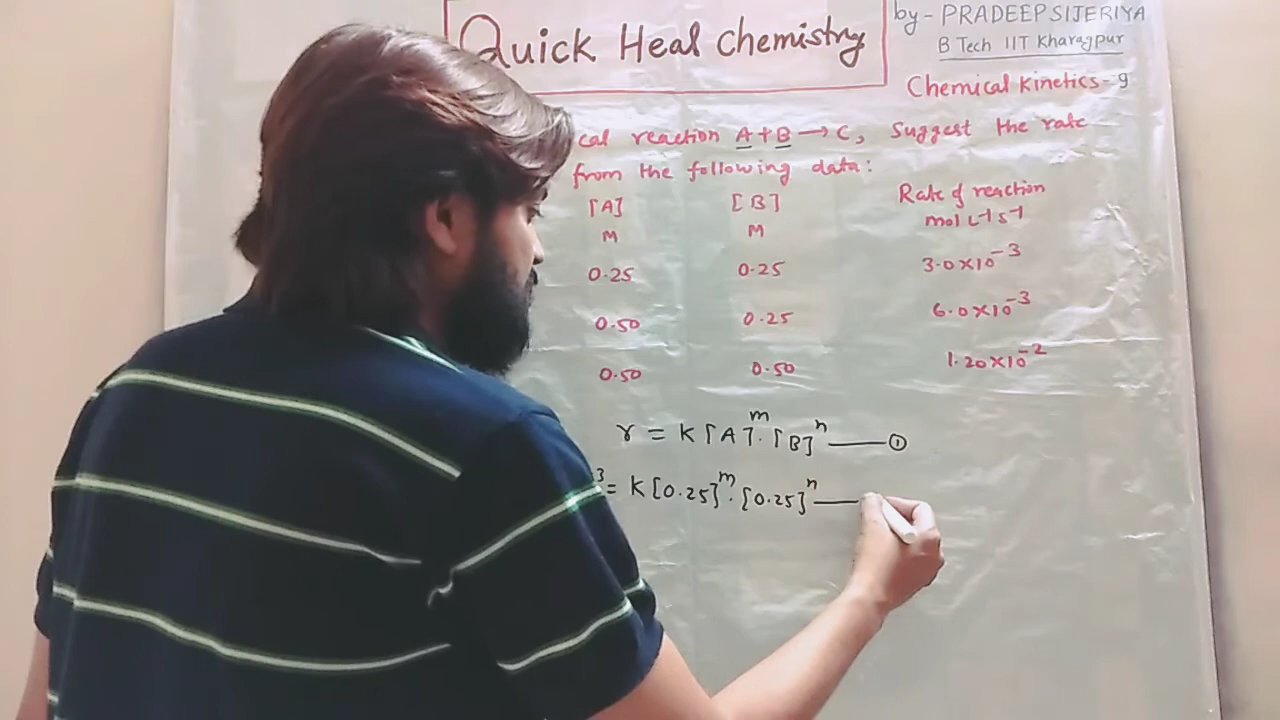 Quick Heal Chemistry
by- PRADEEP SIJERIYA
B Tech IIT Kharagpur
Chemical Kinetics-9
cal reaction A+B→C, Suggest the rate
from the following data:
[A] [B] Rate of reaction
M M mol L⁻¹ s⁻¹
0.25 0.25 3.0×10⁻³
0.50 0.25 6.0×10⁻³
0.50 0.50 1.20×10⁻²
r = K[A]ᵐ.[B]ⁿ —— ①
³= K[0.25]ᵐ.[0.25]ⁿ ——